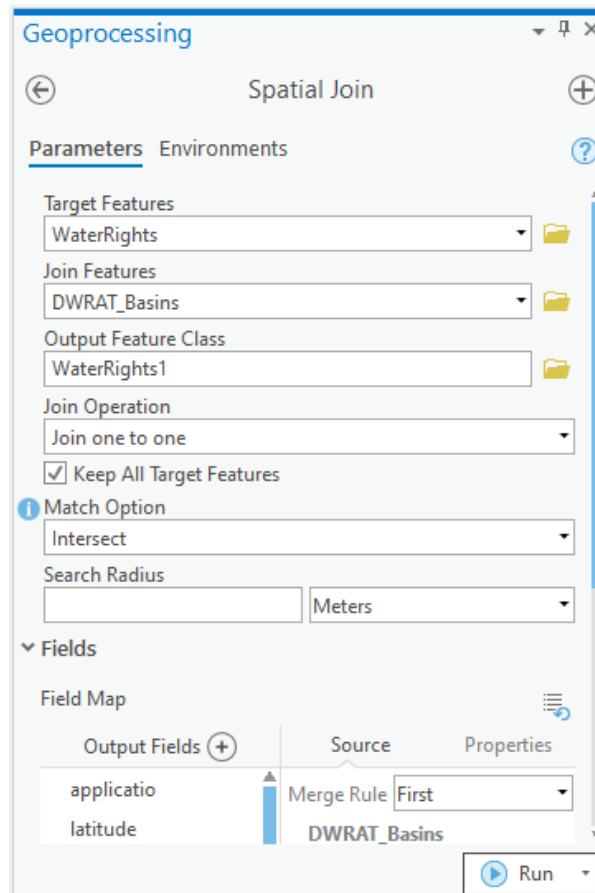 Geoprocessing
Spatial Join
Parameters Environments
Target Features
WaterRights
Join Features
DWRAT_Basins
Output Feature Class
WaterRights1
Join Operation
Join one to one
Keep All Target Features
Match Option
Intersect
Search Radius
Meters
Fields
Field Map
Output Fields Source Properties
applicatio Merge Rule First
latitude DWRAT_Basins
Run